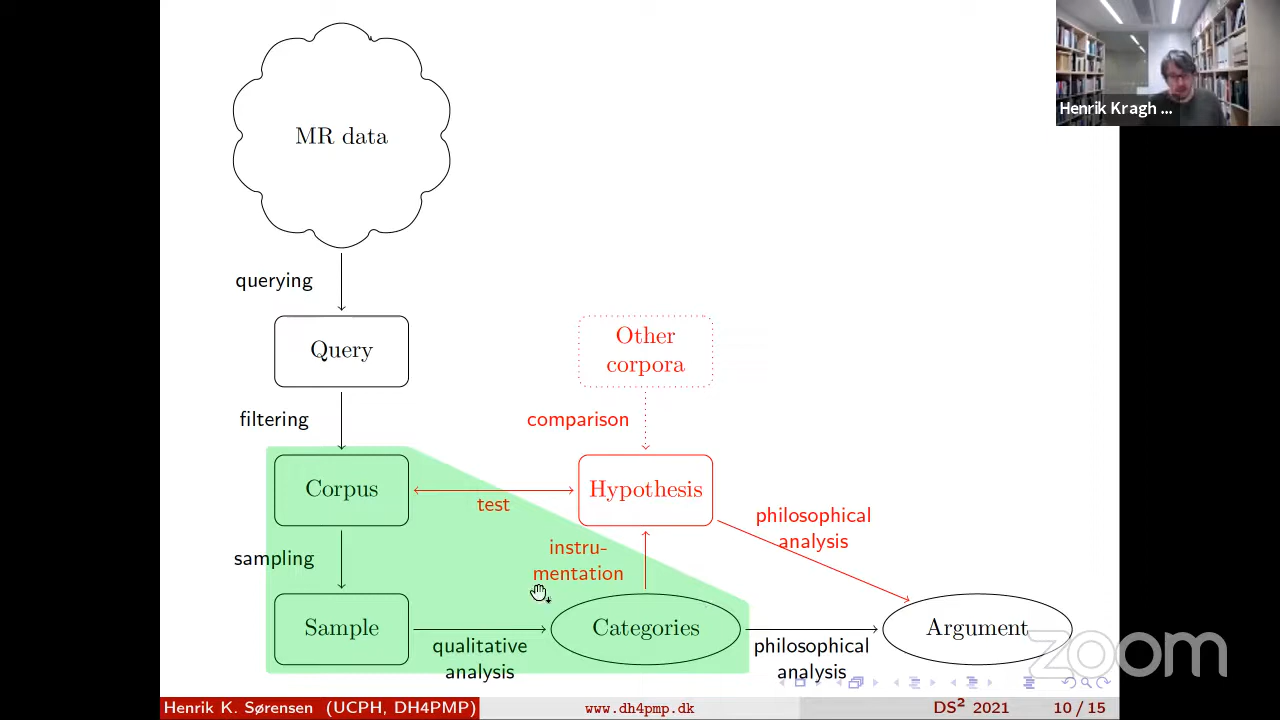 Henrik Kragh ...
MR data
querying
Query
Other
corpora
filtering
comparison
Corpus
Hypothesis
test
philosophical
analysis
sampling
instru-
mentation
Sample
Categories
Argument
qualitative
analysis
philosophical
analysis
zoom
Henrik K. Sørensen (UCPH, DH4PMP)
www.dh4pmp.dk
DS² 2021
10 / 15